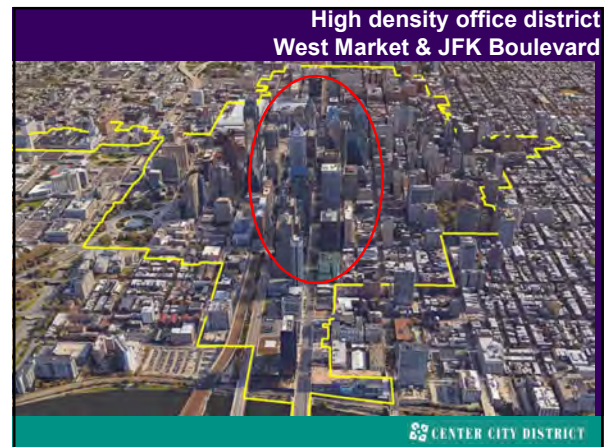 High density office district
West Market & JFK Boulevard
CENTER CITY DISTRICT